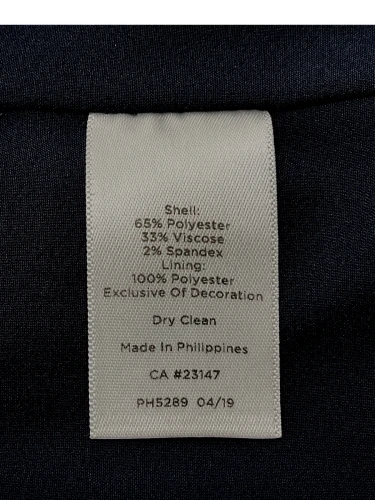 Shell:
65% Polyester
33% Viscose
2% Spandex
Lining:
100% Polyester
Exclusive Of Decoration
Dry Clean
Made In Philippines
CA #23147
PH5289 04/19